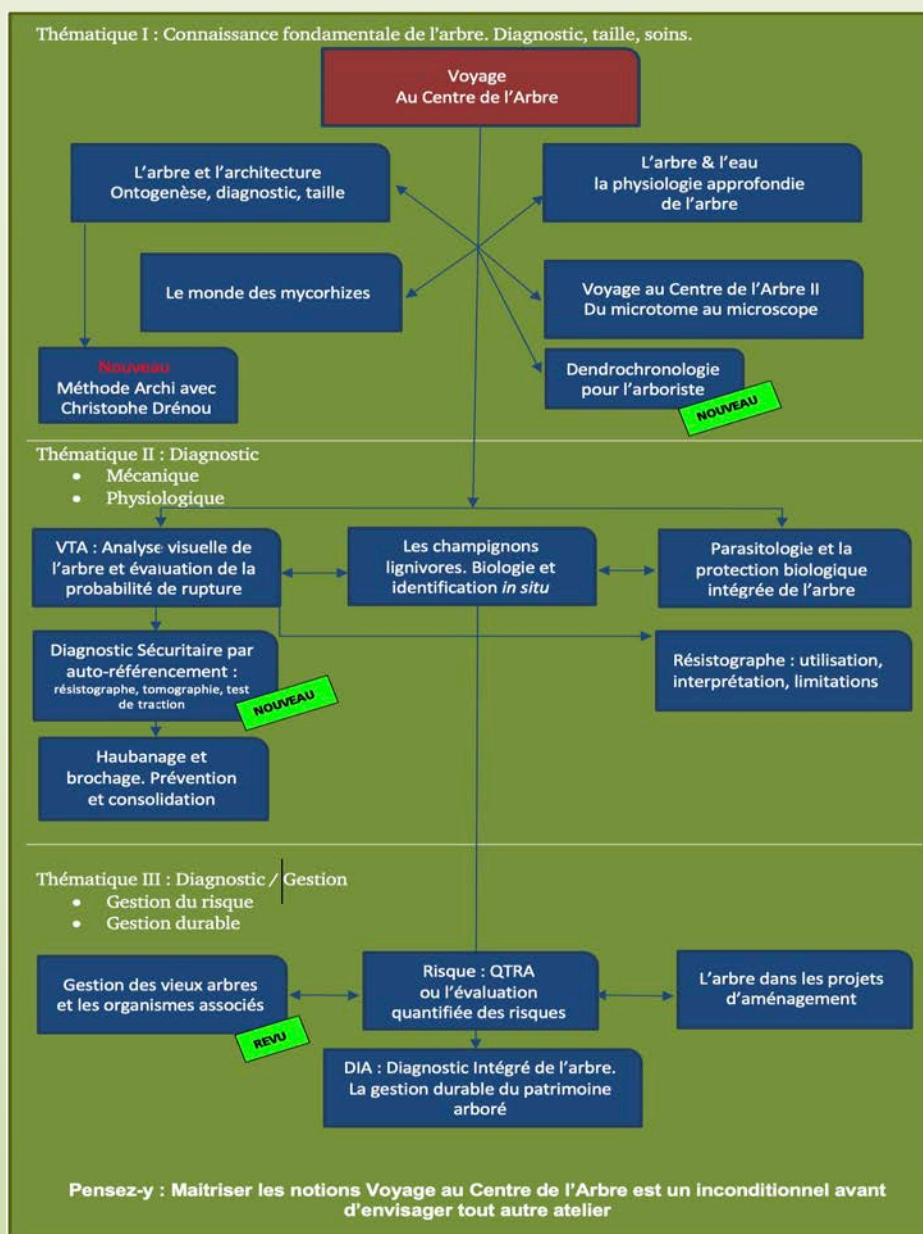 Thématique I : Connaissance fondamentale de l'arbre. Diagnostic, taille, soins.
Voyage
Au Centre de l'Arbre
L'arbre et l'architecture
Ontogenèse, diagnostic, taille
L'arbre & l'eau
la physiologie approfondie
de l'arbre
Le monde des mycorhizes
Voyage au Centre de l'Arbre II
Du microtome au microscope
Nouveau
Méthode Archi avec
Christophe Drénou
Dendrochronologie
pour l'arboriste
NOUVEAU
Thématique II : Diagnostic
• Mécanique
• Physiologique
VTA : Analyse visuelle de
l'arbre et évaluation de la
probabilité de rupture
Les champignons
lignivores. Biologie et
identification in situ
Parasitologie et la
protection biologique
intégrée de l'arbre
Diagnostic Sécuritaire par
auto-référencement :
résistographe, tomographie, test
de traction
NOUVEAU
Résistographe : utilisation,
interprétation, limitations
Haubanage et
brochage. Prévention
et consolidation
Thématique III : Diagnostic / Gestion
• Gestion du risque
• Gestion durable
Gestion des vieux arbres
et les organismes associés
REVU
Risque : QTRA
ou l'évaluation
quantifiée des risques
L'arbre dans les projets
d'aménagement
DIA : Diagnostic Intégré de l'arbre.
La gestion durable du patrimoine
arboré
Pensez-y : Maitriser les notions Voyage au Centre de l'Arbre est un inconditionnel avant
d'envisager tout autre atelier